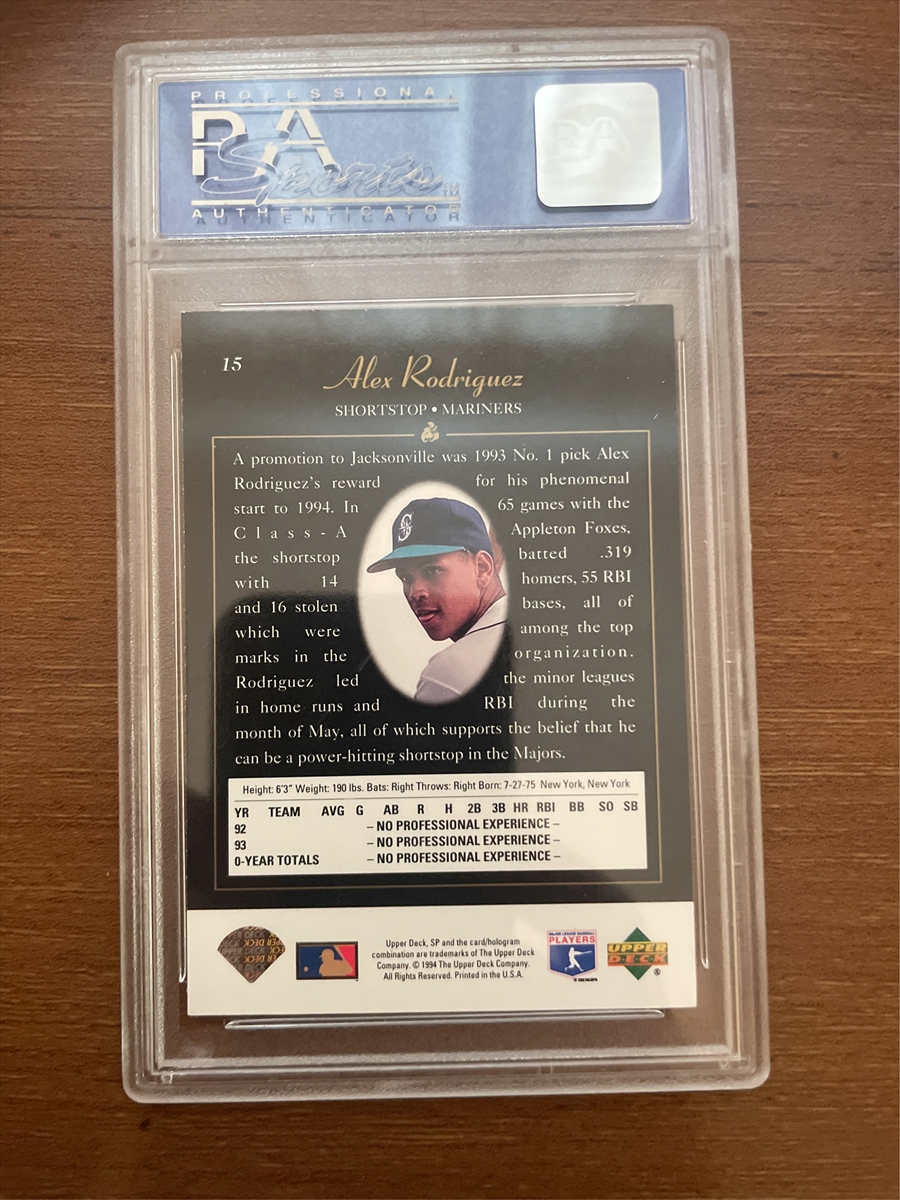 PROFESSIONAL
PSA
Sports TM
AUTHENTICATOR
15
Alex Rodriguez
SHORTSTOP • MARINERS
A promotion to Jacksonville was 1993 No. 1 pick Alex
Rodriguez's reward for his phenomenal
start to 1994. In 65 games with the
Class-A Appleton Foxes,
the shortstop batted .319
with 14 homers, 55 RBI
and 16 stolen bases, all of
which were among the top
marks in the organization.
Rodriguez led the minor leagues
in home runs and RBI during the
month of May, all of which supports the belief that he
can be a power-hitting shortstop in the Majors.
Height: 6'3" Weight: 190 lbs. Bats: Right Throws: Right Born: 7-27-75 New York, New York
YR TEAM AVG G AB R H 2B 3B HR RBI BB SO SB
92 – NO PROFESSIONAL EXPERIENCE –
93 – NO PROFESSIONAL EXPERIENCE –
0-YEAR TOTALS – NO PROFESSIONAL EXPERIENCE –
Upper Deck, SP and the card/hologram
combination are trademarks of The Upper Deck
Company. © 1994 The Upper Deck Company.
All Rights Reserved. Printed in the U.S.A.
MAJOR LEAGUE BASEBALL
PLAYERS
UPPER
DECK
®